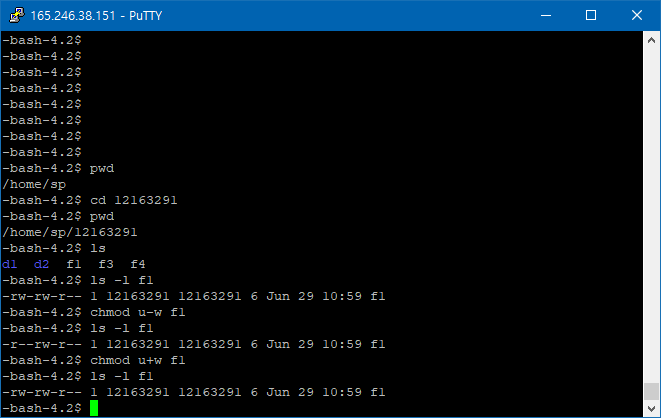 165.246.38.151 - PuTTY
-bash-4.2$
-bash-4.2$
-bash-4.2$
-bash-4.2$
-bash-4.2$
-bash-4.2$
-bash-4.2$
-bash-4.2$
-bash-4.2$ pwd
/home/sp
-bash-4.2$ cd 12163291
-bash-4.2$ pwd
/home/sp/12163291
-bash-4.2$ ls
d1  d2  f1  f3  f4
-bash-4.2$ ls -l f1
-rw-rw-r-- 1 12163291 12163291 6 Jun 29 10:59 f1
-bash-4.2$ chmod u-w f1
-bash-4.2$ ls -l f1
-r--rw-r-- 1 12163291 12163291 6 Jun 29 10:59 f1
-bash-4.2$ chmod u+w f1
-bash-4.2$ ls -l f1
-rw-rw-r-- 1 12163291 12163291 6 Jun 29 10:59 f1
-bash-4.2$